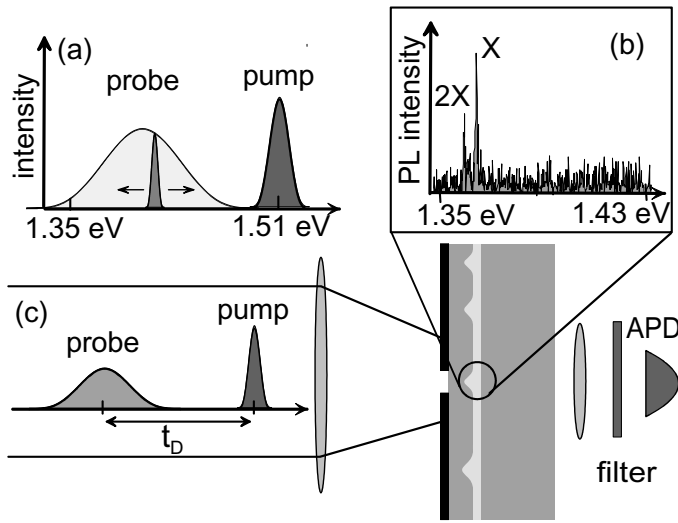 (a)
probe
pump
intensity
1.35 eV
1.51 eV
(b)
X
2X
PL intensity
1.35 eV
1.43 eV
(c)
probe
pump
t_D
APD
filter